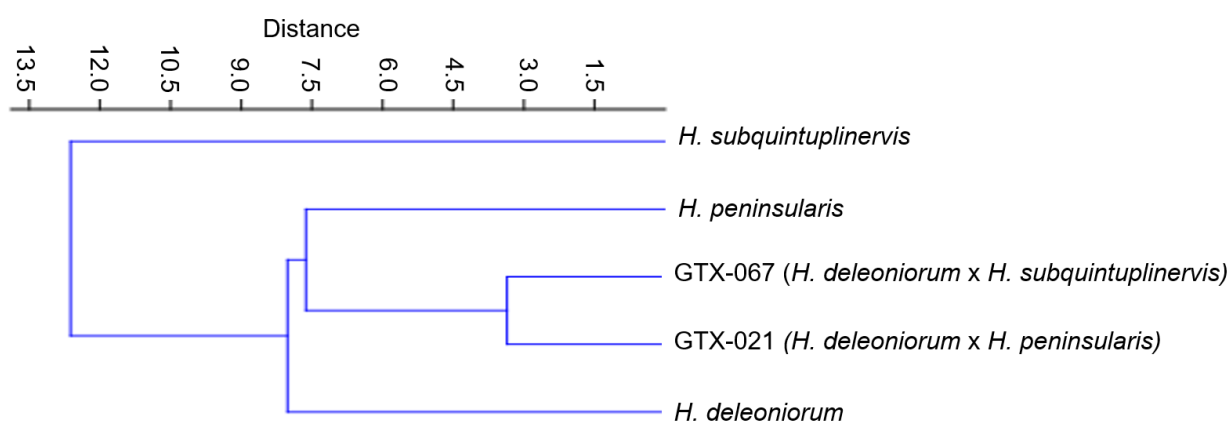 Distance
13.5 12.0 10.5 9.0 7.5 6.0 4.5 3.0 1.5
H. subquintuplinervis
H. peninsularis
GTX-067 (H. deleoniorum x H. subquintuplinervis)
GTX-021 (H. deleoniorum x H. peninsularis)
H. deleoniorum